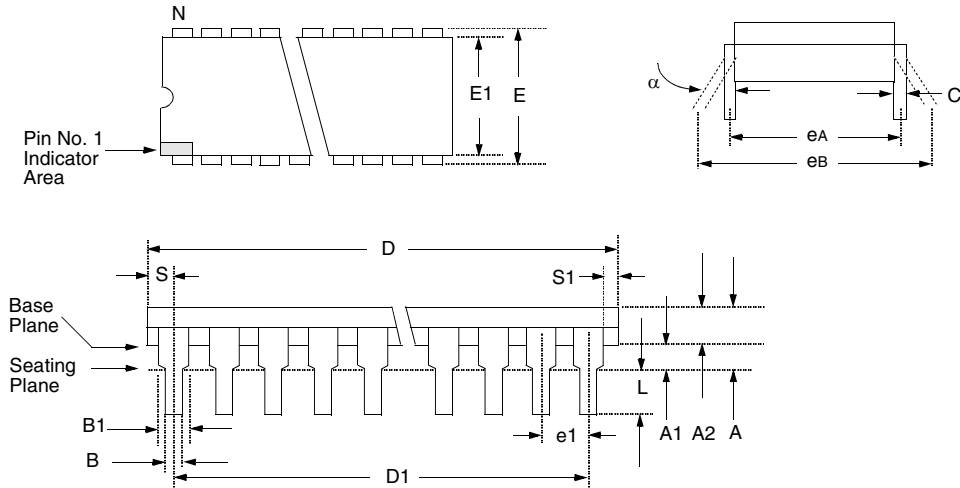 N
E1
E
Pin No. 1
Indicator
Area
α
C
eA
eB
D
S
S1
Base
Plane
Seating
Plane
L
B1
A1
A2
A
e1
B
D1